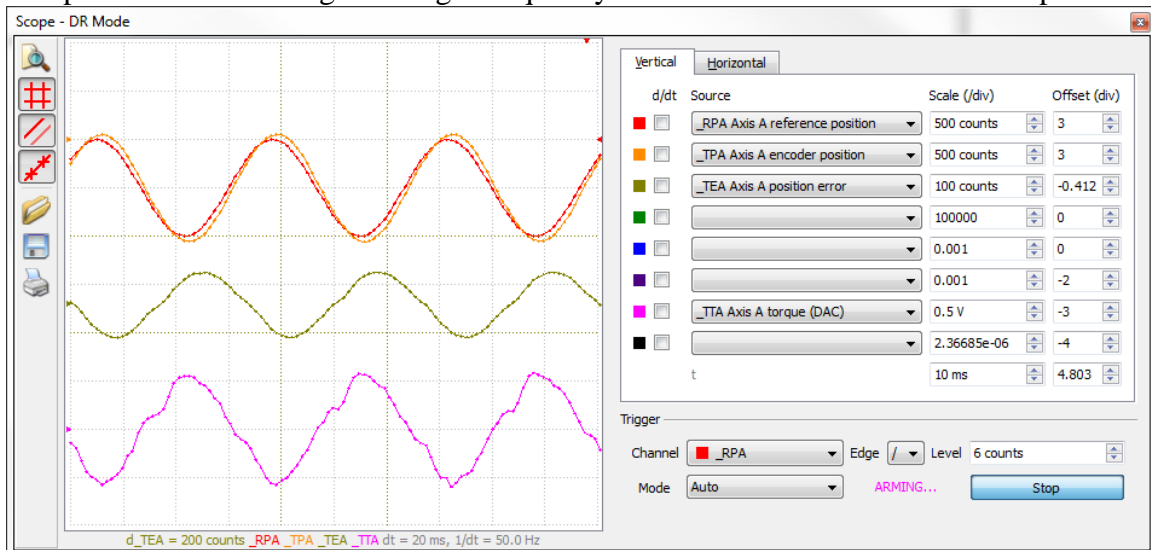 Scope - DR Mode
Vertical Horizontal
d/dt Source Scale (/div) Offset (div)
_RPA Axis A reference position 500 counts 3
_TPA Axis A encoder position 500 counts 3
_TEA Axis A position error 100 counts -0.412
100000 0
0.001 0
0.001 -2
_TTA Axis A torque (DAC) 0.5 V -3
2.36685e-06 -4
t 10 ms 4.803
Trigger
Channel _RPA Edge / Level 6 counts
Mode Auto ARMING... Stop
d_TEA = 200 counts _RPA _TPA _TEA _TTA dt = 20 ms, 1/dt = 50.0 Hz